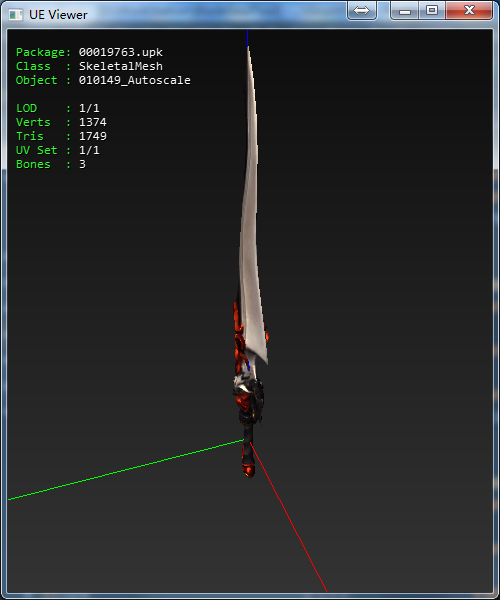 UE Viewer
Package: 00019763.upk
Class  : SkeletalMesh
Object : 010149_Autoscale
LOD    : 1/1
Verts  : 1374
Tris   : 1749
UV Set : 1/1
Bones  : 3